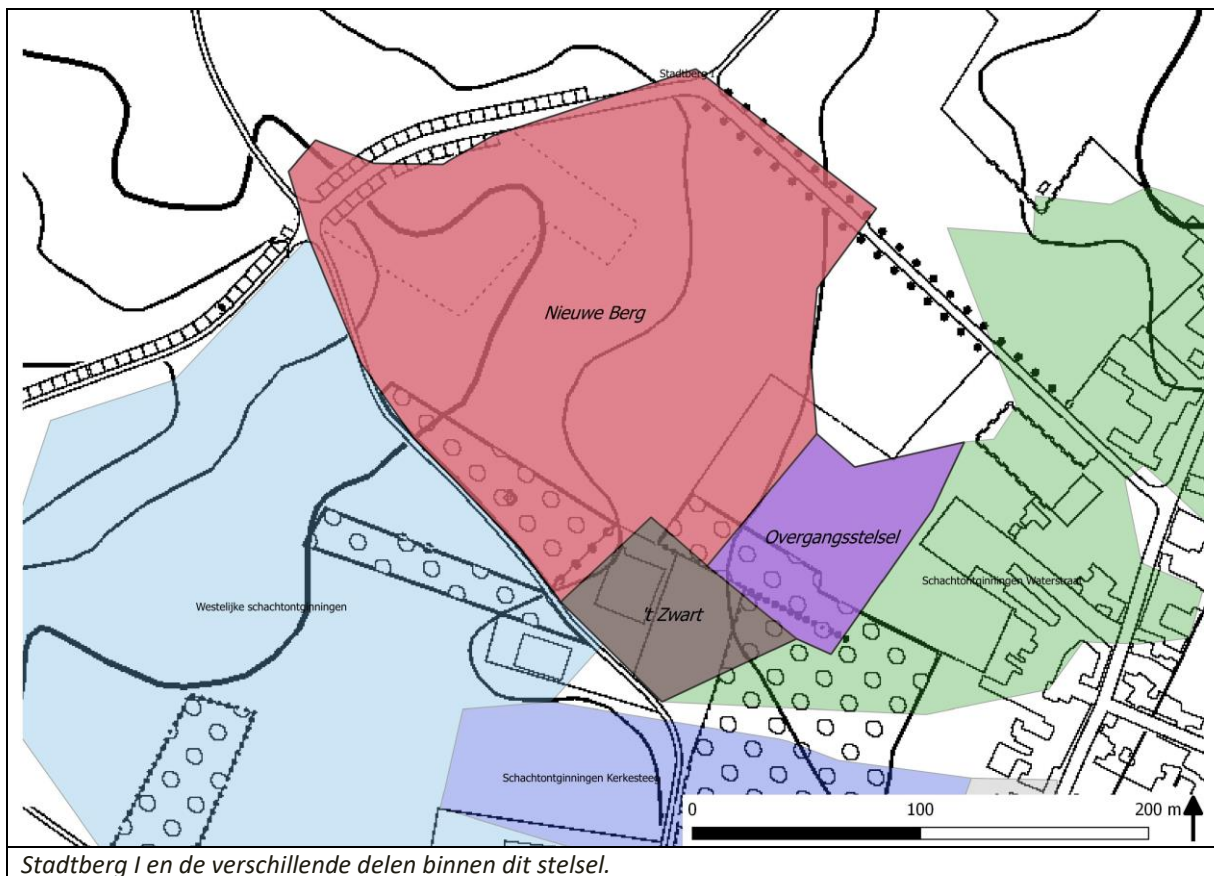 Stadtberg I
Nieuwe Berg
Overgangsstelsel
Schachtontginningen Waterstraat
Westelijke schachtontginningen
't Zwart
Schachtontginningen Kerkesteeg
0 100 200 m
Stadtberg I en de verschillende delen binnen dit stelsel.